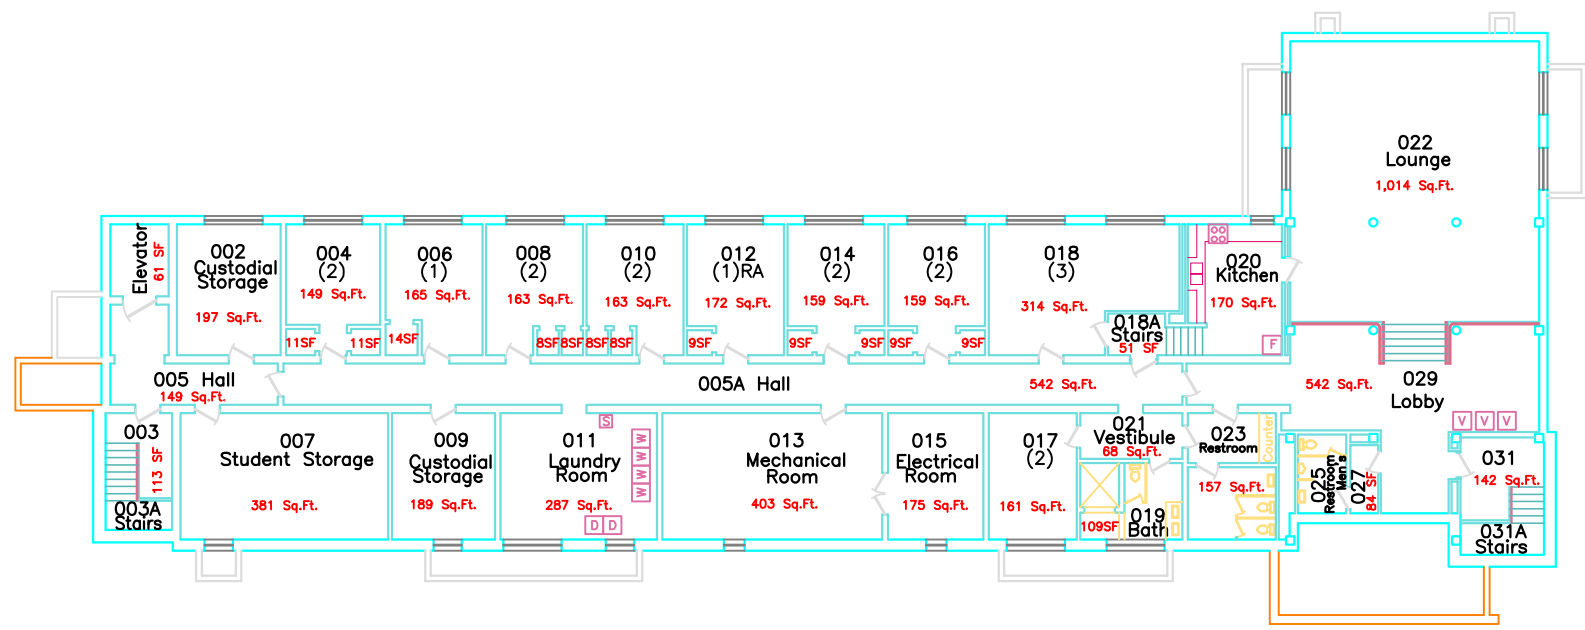 022
Lounge
1,014 Sq.Ft.
Elevator
61 SF
002
Custodial
Storage
197 Sq.Ft.
004
(2)
149 Sq.Ft.
11SF
11SF
006
(1)
165 Sq.Ft.
14SF
008
(2)
163 Sq.Ft.
8SF
8SF
010
(2)
163 Sq.Ft.
8SF
8SF
012
(1)RA
172 Sq.Ft.
9SF
014
(2)
159 Sq.Ft.
9SF
9SF
016
(2)
159 Sq.Ft.
9SF
9SF
018
(3)
314 Sq.Ft.
018A
Stairs
51 SF
020
Kitchen
170 Sq.Ft.
F
005 Hall
149 Sq.Ft.
005A Hall
542 Sq.Ft.
542 Sq.Ft.
029
Lobby
V
V
V
003
113 SF
003A
Stairs
007
Student Storage
381 Sq.Ft.
009
Custodial
Storage
189 Sq.Ft.
S
011
Laundry
Room
287 Sq.Ft.
W
W
W
W
D
D
013
Mechanical
Room
403 Sq.Ft.
015
Electrical
Room
175 Sq.Ft.
017
(2)
161 Sq.Ft.
021
Vestibule
68 Sq.Ft.
019
Bath
109SF
023
Restroom
Counter
157 Sq.Ft.
025
Restroom
Men's
027
84 SF
031
142 Sq.Ft.
031A
Stairs